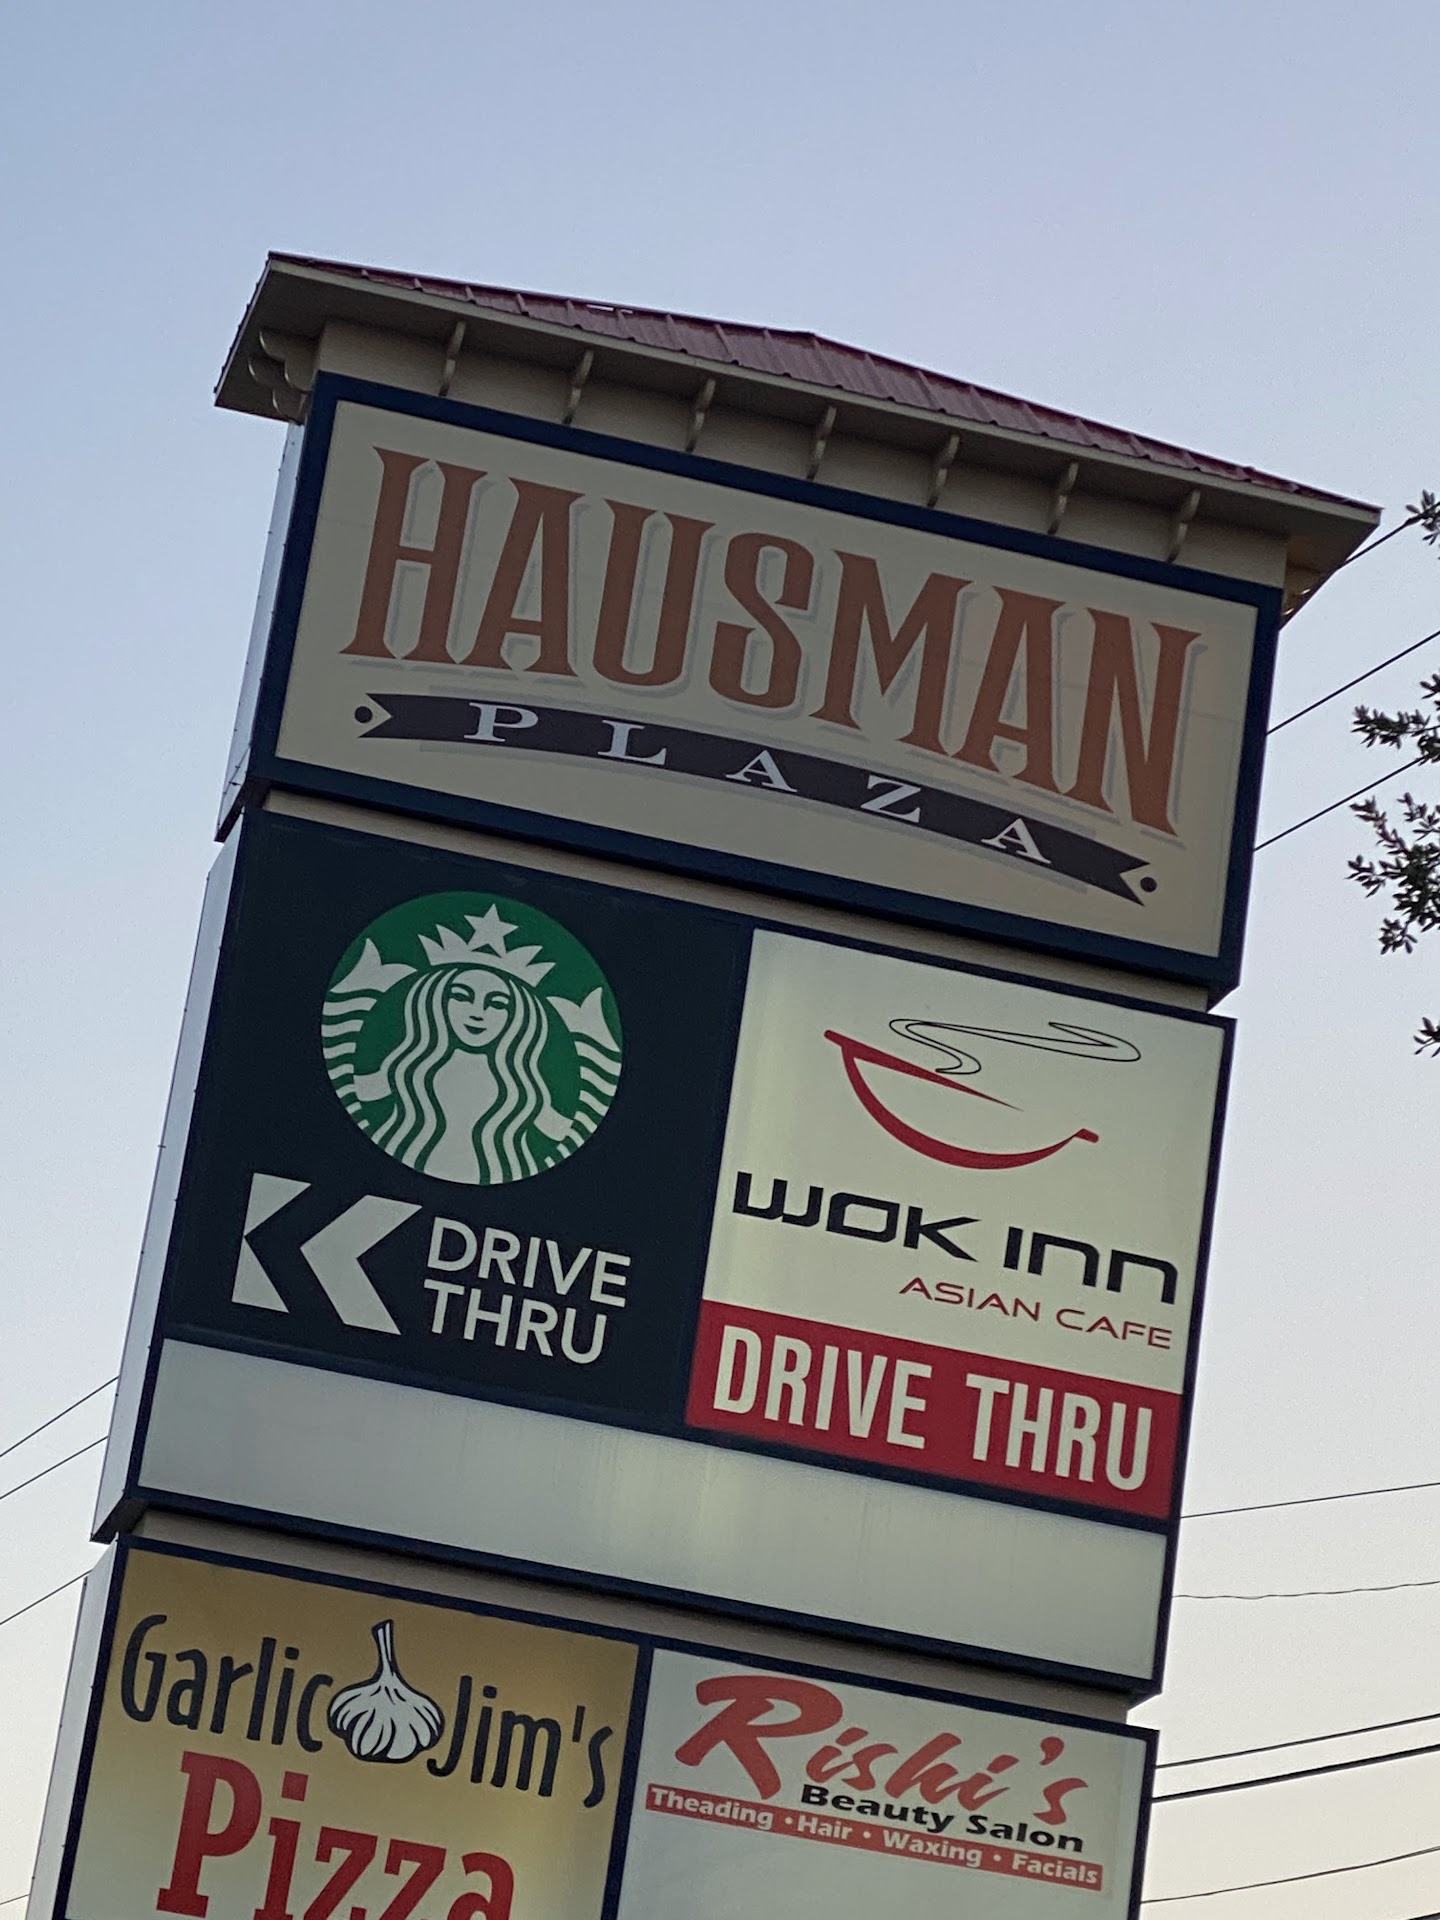 HAUSMAN
PLAZA
DRIVE
THRU
WOK INN
ASIAN CAFE
DRIVE THRU
Garlic Jim's
Pizza
Rishi's
Beauty Salon
Theading • Hair • Waxing • Facials